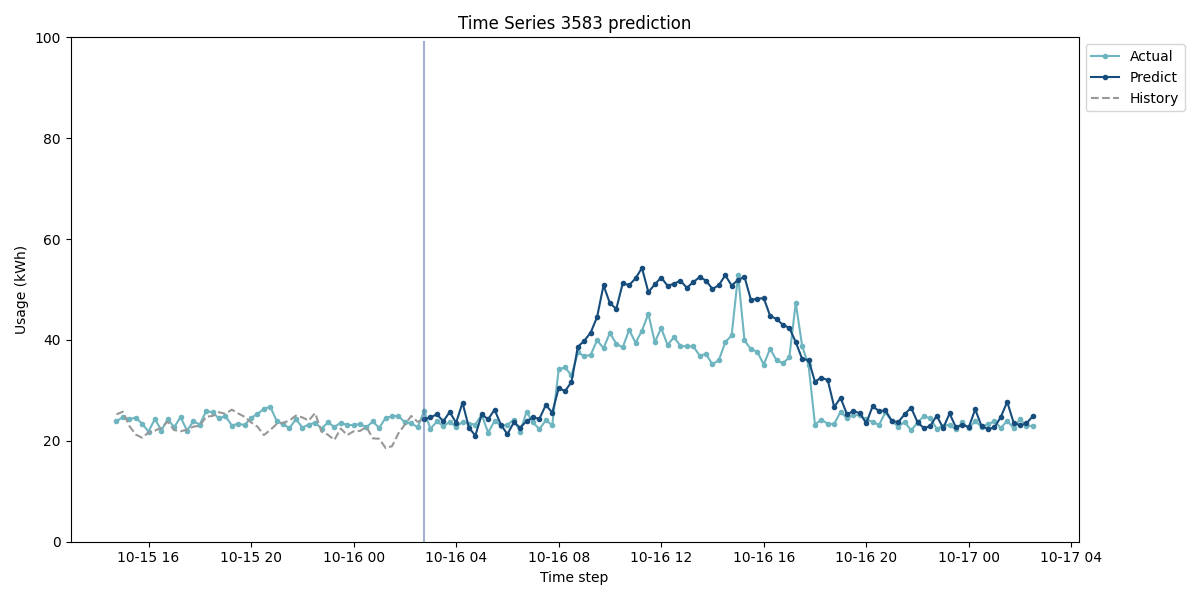 Time Series 3583 prediction
100
80
60
40
20
0
Usage (kWh)
10-15 16
10-15 20
10-16 00
10-16 04
10-16 08
10-16 12
10-16 16
10-16 20
10-17 00
10-17 04
Time step
Actual
Predict
History